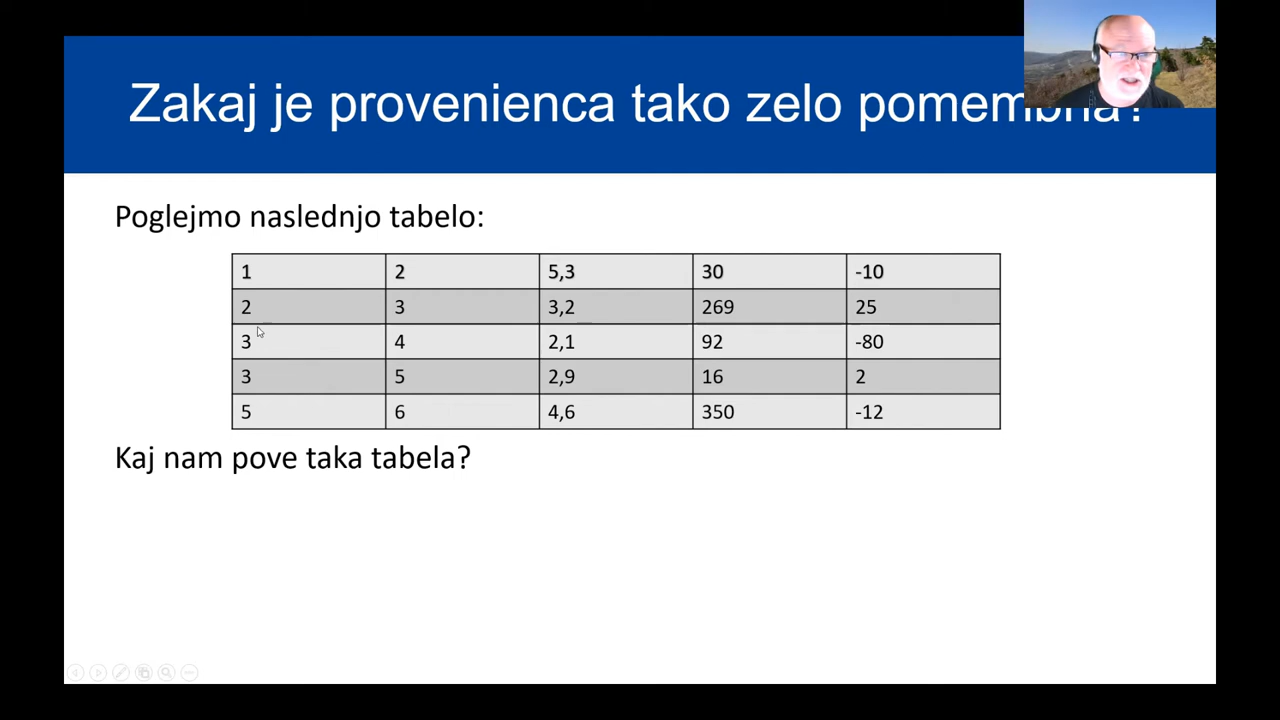 Zakaj je provenienca tako zelo pomembna?
Poglejmo naslednjo tabelo:
1 2 5,3 30 -10
2 3 3,2 269 25
3 4 2,1 92 -80
3 5 2,9 16 2
5 6 4,6 350 -12
Kaj nam pove taka tabela?